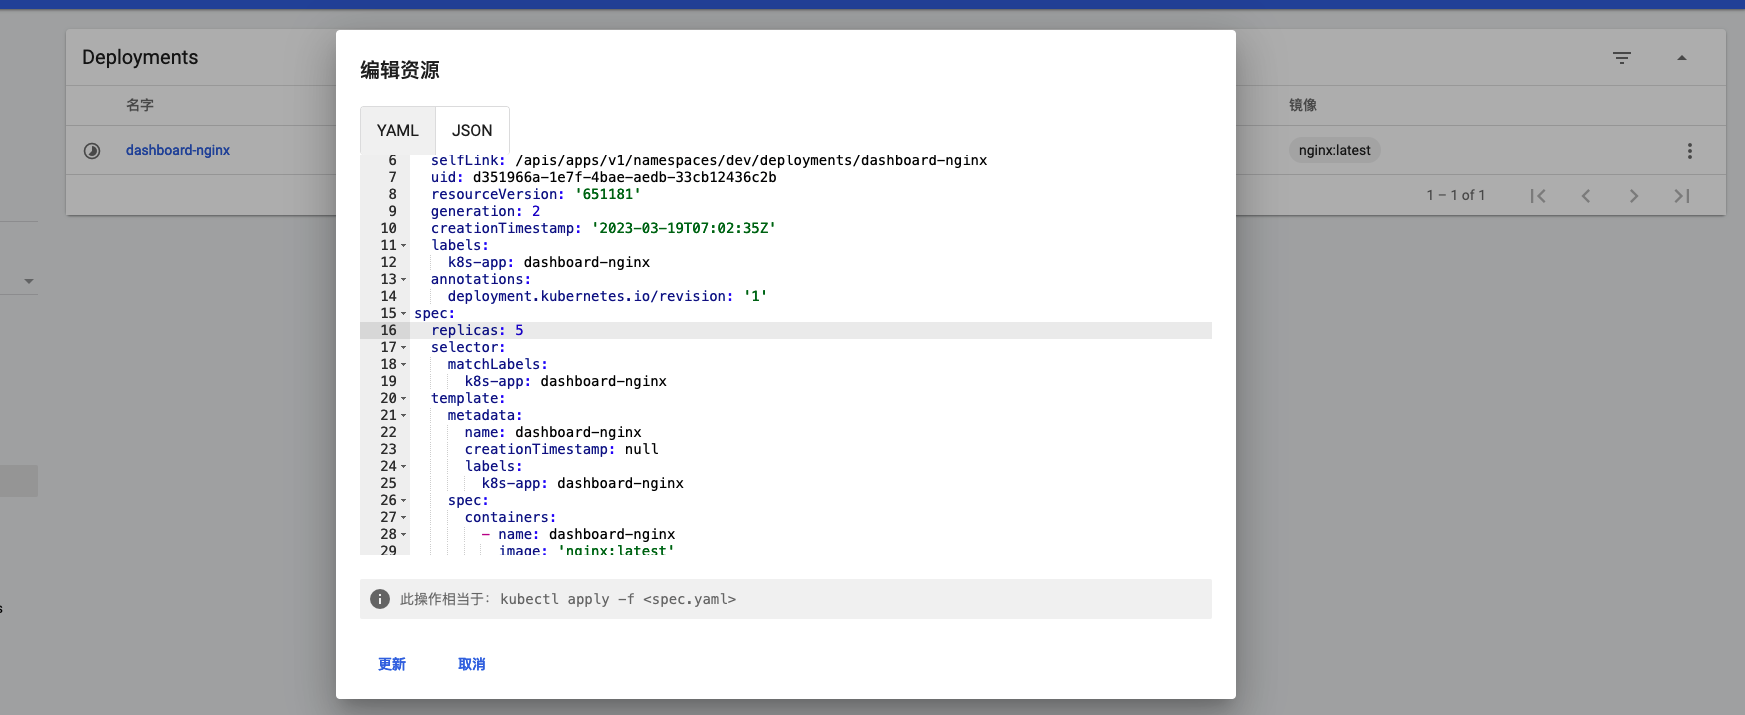 Deployments
名字
镜像
dashboard-nginx
nginx:latest
1 – 1 of 1
s
编辑资源
YAML
JSON
6 selfLink: /apis/apps/v1/namespaces/dev/deployments/dashboard-nginx
7 uid: d351966a-1e7f-4bae-aedb-33cb12436c2b
8 resourceVersion: '651181'
9 generation: 2
10 creationTimestamp: '2023-03-19T07:02:35Z'
11 labels:
12 k8s-app: dashboard-nginx
13 annotations:
14 deployment.kubernetes.io/revision: '1'
15 spec:
16 replicas: 5
17 selector:
18 matchLabels:
19 k8s-app: dashboard-nginx
20 template:
21 metadata:
22 name: dashboard-nginx
23 creationTimestamp: null
24 labels:
25 k8s-app: dashboard-nginx
26 spec:
27 containers:
28 - name: dashboard-nginx
29 image: 'nginx:latest'
此操作相当于: kubectl apply -f <spec.yaml>
更新
取消